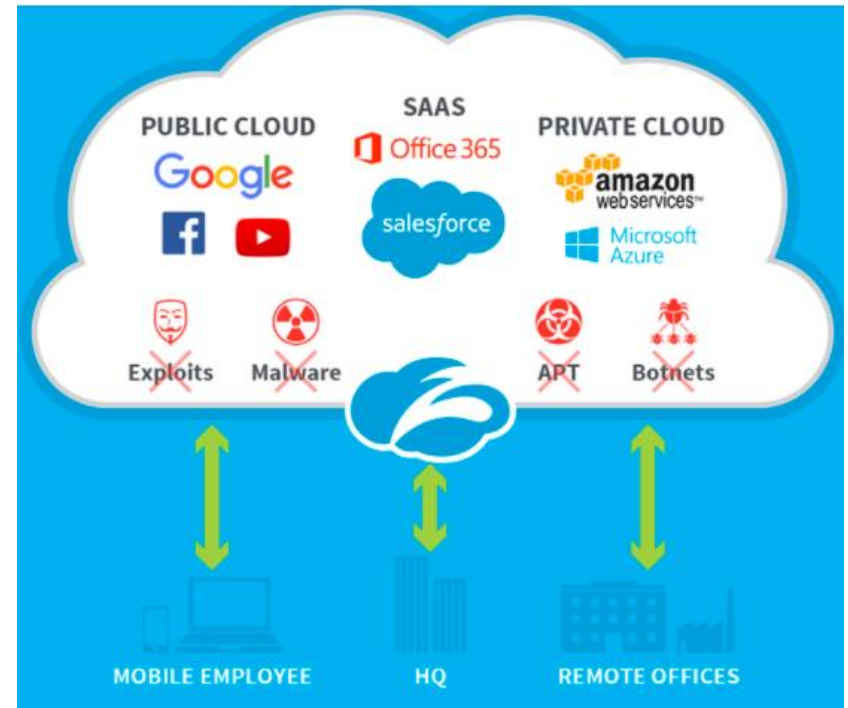 PUBLIC CLOUD
SAAS
PRIVATE CLOUD
Google
Office 365
amazon
web services™
f
salesforce
Microsoft
Azure
Exploits
Malware
APT
Botnets
MOBILE EMPLOYEE
HQ
REMOTE OFFICES